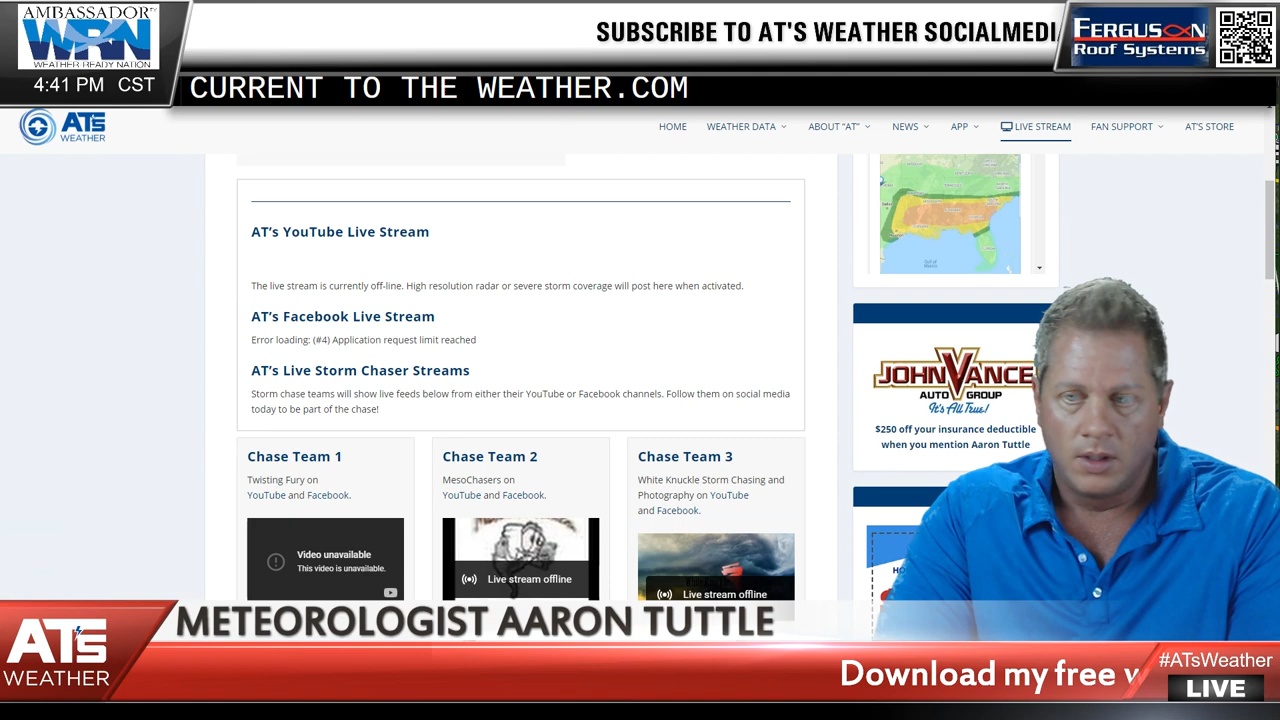 AMBASSADOR
WRN
WEATHER READY NATION
4:41 PM CST
SUBSCRIBE TO AT'S WEATHER SOCIALMEDI
FERGUSON
Roof Systems
CURRENT TO THE WEATHER.COM
ATS
WEATHER
HOME
WEATHER DATA
ABOUT “AT”
NEWS
APP
LIVE STREAM
FAN SUPPORT
AT'S STORE
AT’s YouTube Live Stream
The live stream is currently off-line. High resolution radar or severe storm coverage will post here when activated.
AT’s Facebook Live Stream
Error loading: (#4) Application request limit reached
AT’s Live Storm Chaser Streams
Storm chase teams will show live feeds below from either their YouTube or Facebook channels. Follow them on social media
today to be part of the chase!
Chase Team 1
Twisting Fury on
YouTube and Facebook.
Video unavailable
This video is unavailable.
Chase Team 2
MesoChasers on
YouTube and Facebook.
Live stream offline
Chase Team 3
White Knuckle Storm Chasing and
Photography on YouTube
and Facebook.
Live stream offline
JOHN VANCE
AUTO GROUP
It's All True!
$250 off your insurance deductible
when you mention Aaron Tuttle
METEOROLOGIST AARON TUTTLE
ATS
WEATHER
Download my free
#ATsWeather
LIVE